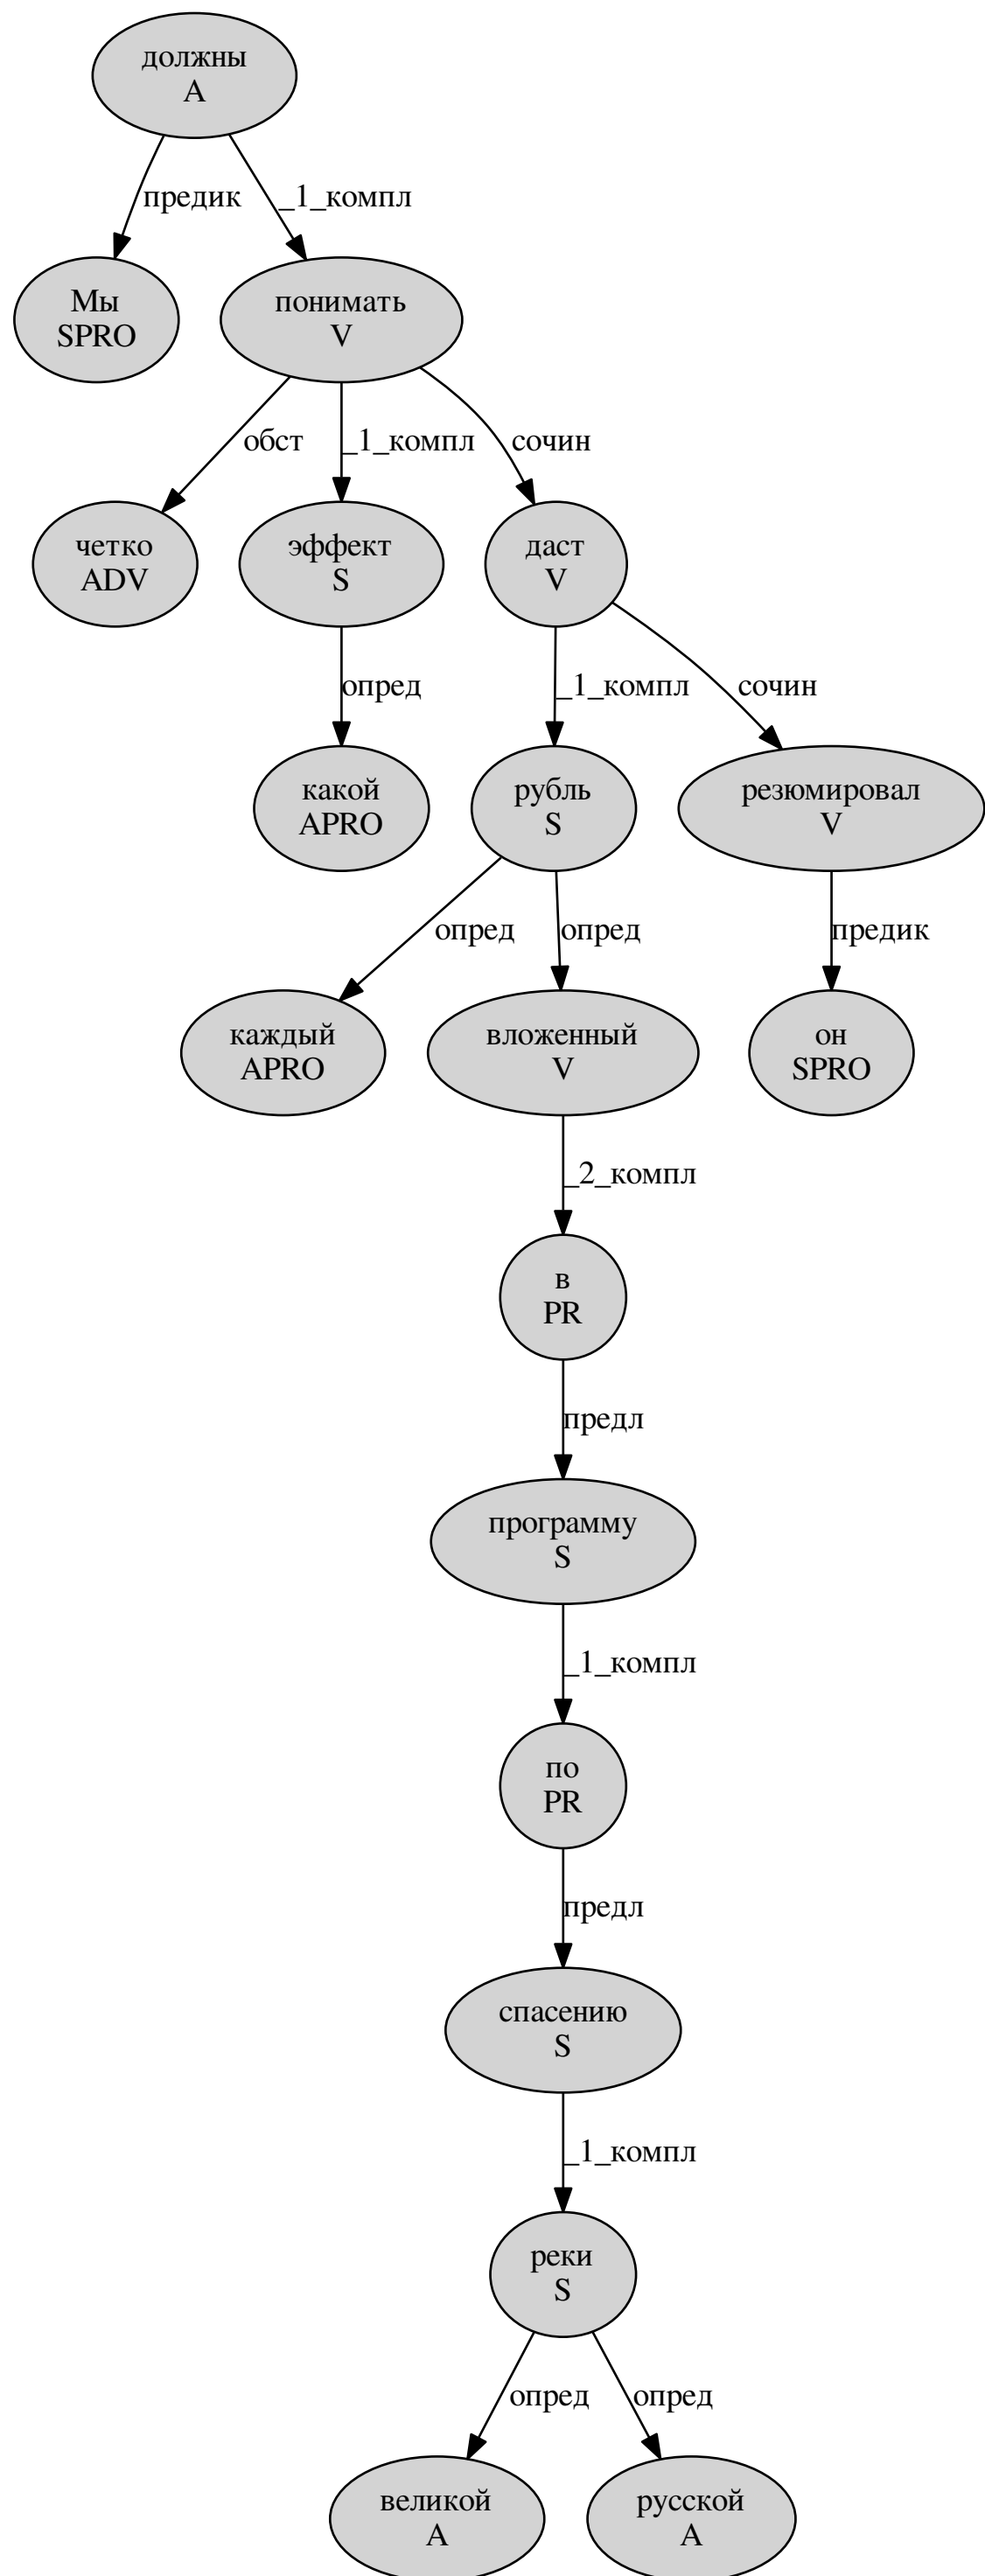 должны
A
предик
_1_компл
Мы
SPRO
понимать
V
обст
_1_компл
сочин
четко
ADV
эффект
S
даст
V
опред
_1_компл
сочин
какой
APRO
рубль
S
резюмировал
V
опред
опред
предик
каждый
APRO
вложенный
V
он
SPRO
_2_компл
в
PR
предл
программу
S
_1_компл
по
PR
предл
спасению
S
_1_компл
реки
S
опред
опред
великой
A
русской
A